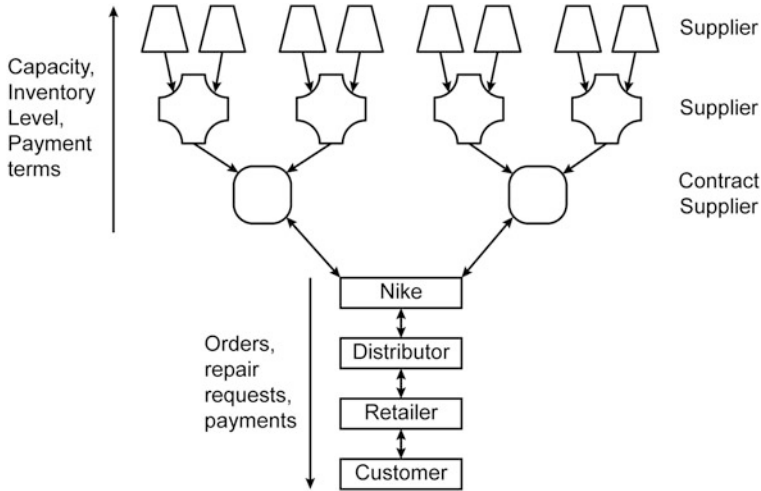 Supplier
Capacity,
Inventory
Level,
Payment
terms
Supplier
Contract
Supplier
Nike
Orders,
repair
requests,
payments
Distributor
Retailer
Customer